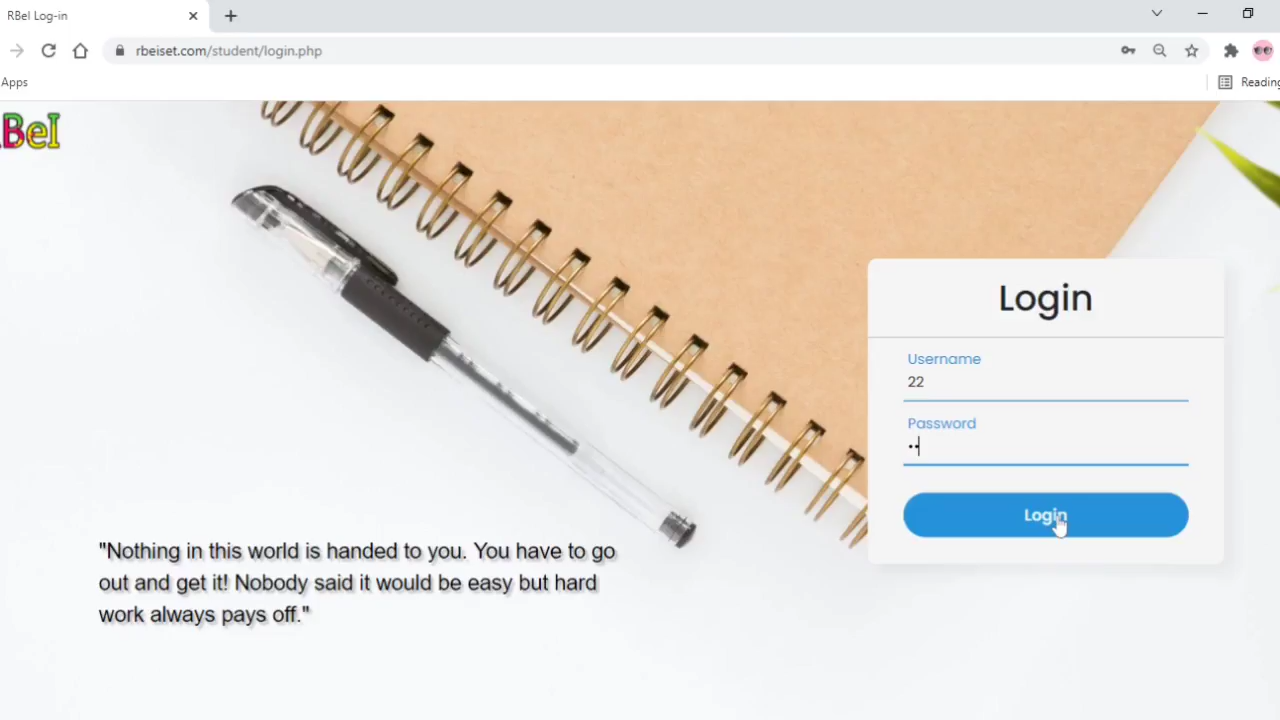 RBel Log-in
rbeiset.com/student/login.php
Apps
Reading
BeI
Login
Username
22
Password
Login
"Nothing in this world is handed to you. You have to go
out and get it! Nobody said it would be easy but hard
work always pays off."